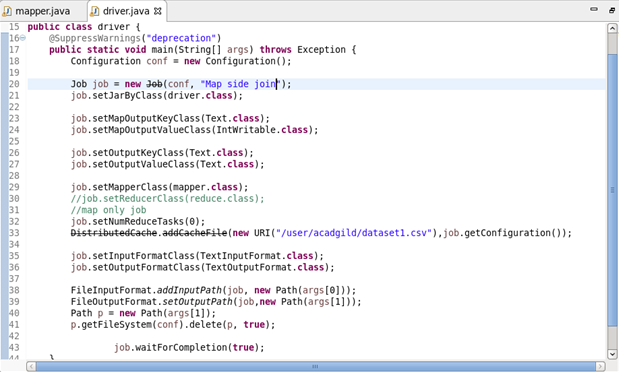 mapper.java
driver.java
15 public class driver {
16 @SuppressWarnings("deprecation")
17 public static void main(String[] args) throws Exception {
18 Configuration conf = new Configuration();
19
20 Job job = new Job(conf, "Map side join");
21 job.setJarByClass(driver.class);
22
23 job.setMapOutputKeyClass(Text.class);
24 job.setMapOutputValueClass(IntWritable.class);
25
26 job.setOutputKeyClass(Text.class);
27 job.setOutputValueClass(Text.class);
28
29 job.setMapperClass(mapper.class);
30 //job.setReducerClass(reduce.class);
31 //map only job
32 job.setNumReduceTasks(0);
33 DistributedCache.addCacheFile(new URI("/user/acadgild/dataset1.csv"),job.getConfiguration());
34
35 job.setInputFormatClass(TextInputFormat.class);
36 job.setOutputFormatClass(TextOutputFormat.class);
37
38 FileInputFormat.addInputPath(job, new Path(args[0]));
39 FileOutputFormat.setOutputPath(job,new Path(args[1]));
40 Path p = new Path(args[1]);
41 p.getFileSystem(conf).delete(p, true);
42
43 job.waitForCompletion(true);
44 }